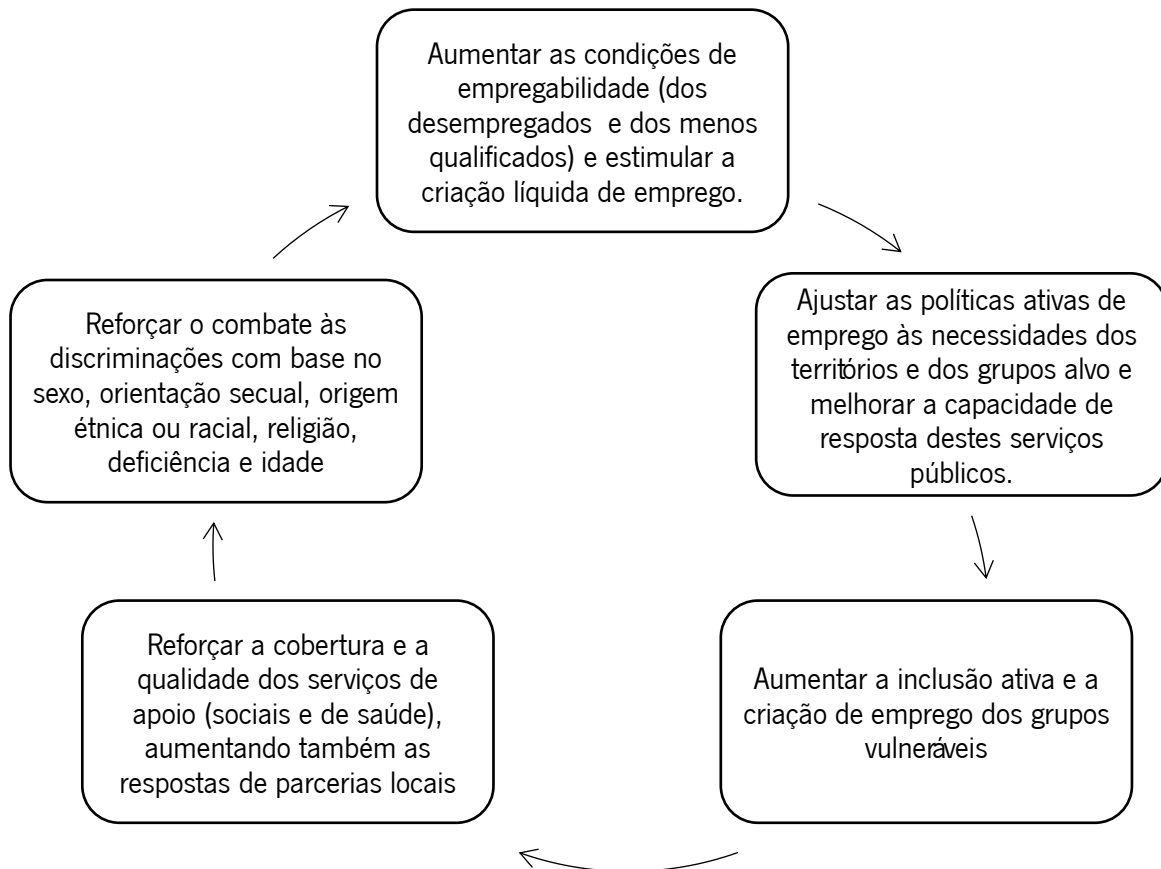 Aumentar as condições de
empregabilidade (dos
desempregados e dos menos
qualificados) e estimular a
criação líquida de emprego.
Ajustar as políticas ativas de
emprego às necessidades dos
territórios e dos grupos alvo e
melhorar a capacidade de
resposta destes serviços
públicos.
Aumentar a inclusão ativa e a
criação de emprego dos grupos
vulneráveis
Reforçar a cobertura e a
qualidade dos serviços de
apoio (sociais e de saúde),
aumentando também as
respostas de parcerias locais
Reforçar o combate às
discriminações com base no
sexo, orientação secual, origem
étnica ou racial, religião,
deficiência e idade